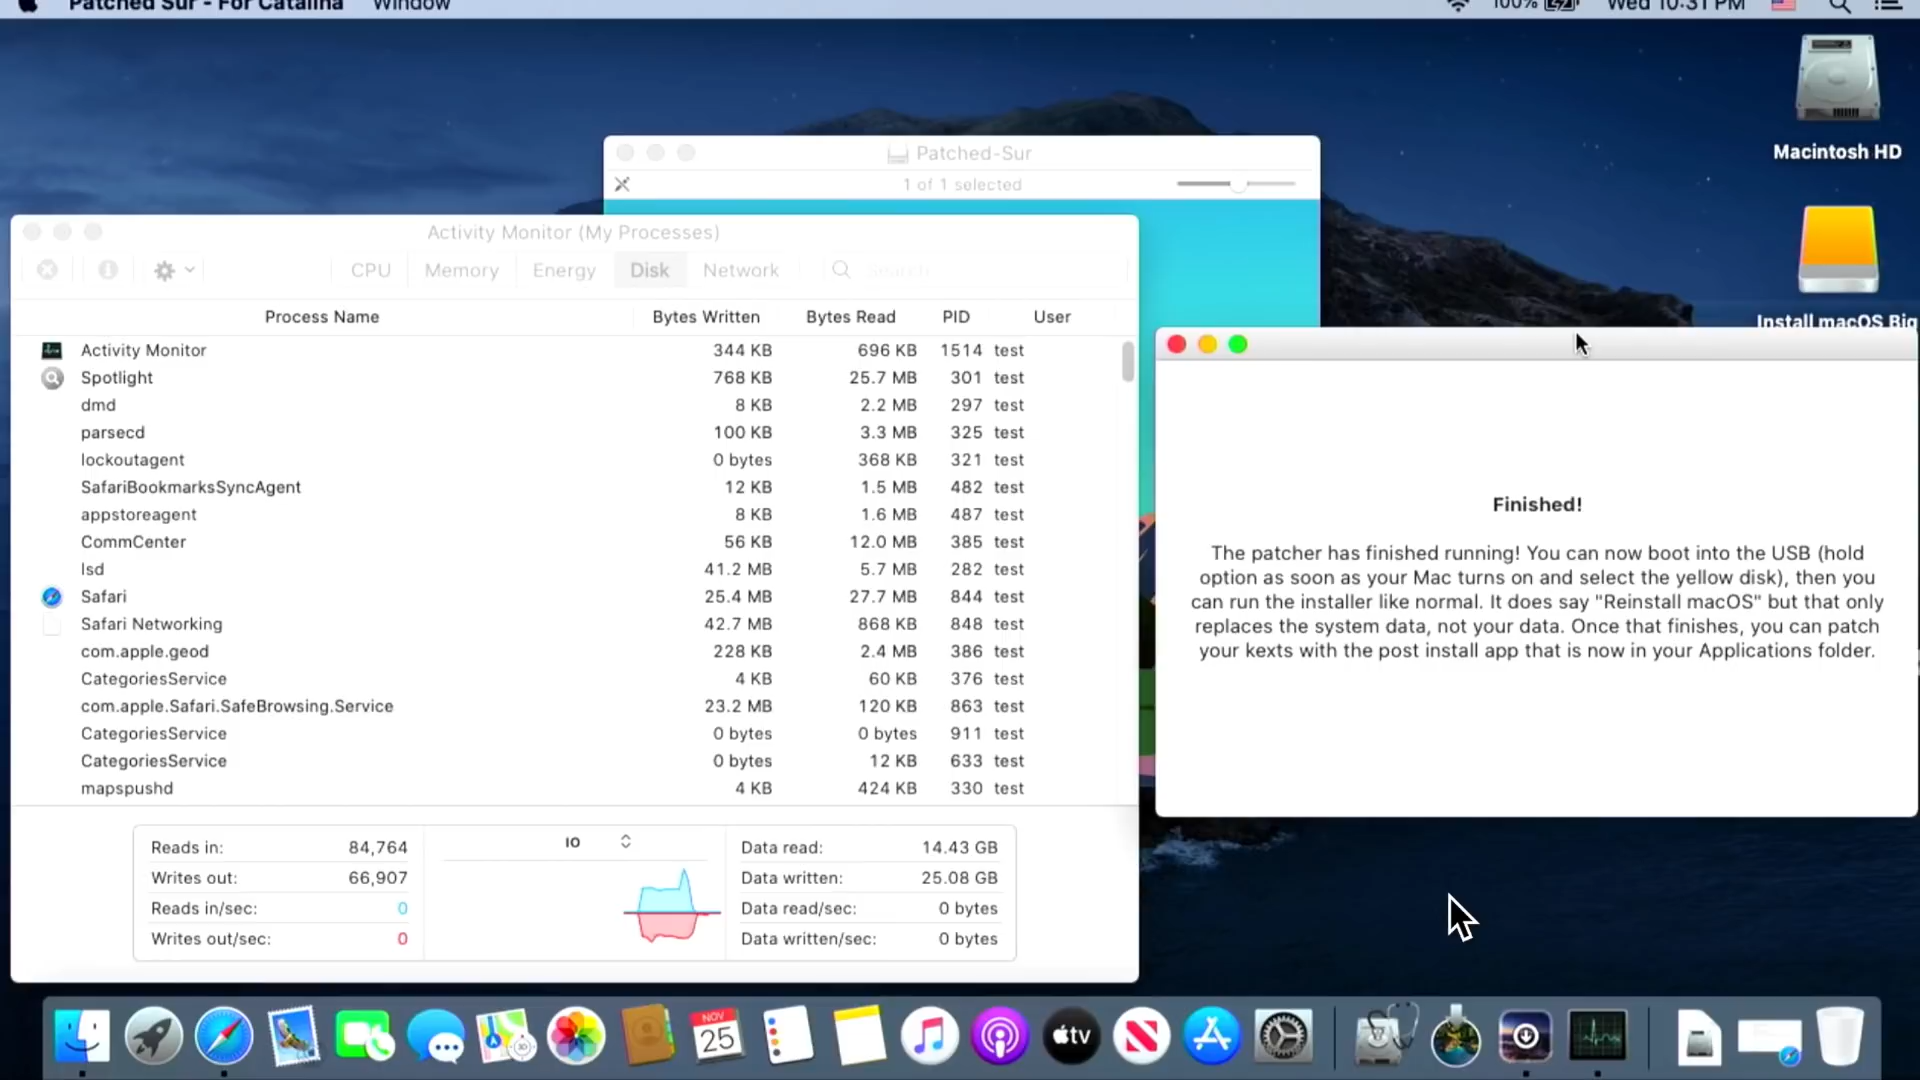 Patched Sur - For Catalina Window 100% Wed 10:31 PM
Macintosh HD
Install macOS Big
Patched-Sur
1 of 1 selected
Activity Monitor (My Processes)
CPU Memory Energy Disk Network Search
Process Name Bytes Written Bytes Read PID User
Activity Monitor 344 KB 696 KB 1514 test
Spotlight 768 KB 25.7 MB 301 test
dmd 8 KB 2.2 MB 297 test
parsecd 100 KB 3.3 MB 325 test
lockoutagent 0 bytes 368 KB 321 test
SafariBookmarksSyncAgent 12 KB 1.5 MB 482 test
appstoreagent 8 KB 1.6 MB 487 test
CommCenter 56 KB 12.0 MB 385 test
lsd 41.2 MB 5.7 MB 282 test
Safari 25.4 MB 27.7 MB 844 test
Safari Networking 42.7 MB 868 KB 848 test
com.apple.geod 228 KB 2.4 MB 386 test
CategoriesService 4 KB 60 KB 376 test
com.apple.Safari.SafeBrowsing.Service 23.2 MB 120 KB 863 test
CategoriesService 0 bytes 0 bytes 911 test
CategoriesService 0 bytes 12 KB 633 test
mapspushd 4 KB 424 KB 330 test
Reads in: 84,764
Writes out: 66,907
Reads in/sec: 0
Writes out/sec: 0
IO
Data read: 14.43 GB
Data written: 25.08 GB
Data read/sec: 0 bytes
Data written/sec: 0 bytes
Finished!
The patcher has finished running! You can now boot into the USB (hold
option as soon as your Mac turns on and select the yellow disk), then you
can run the installer like normal. It does say "Reinstall macOS" but that only
replaces the system data, not your data. Once that finishes, you can patch
your kexts with the post install app that is now in your Applications folder.
NOV
25
tv